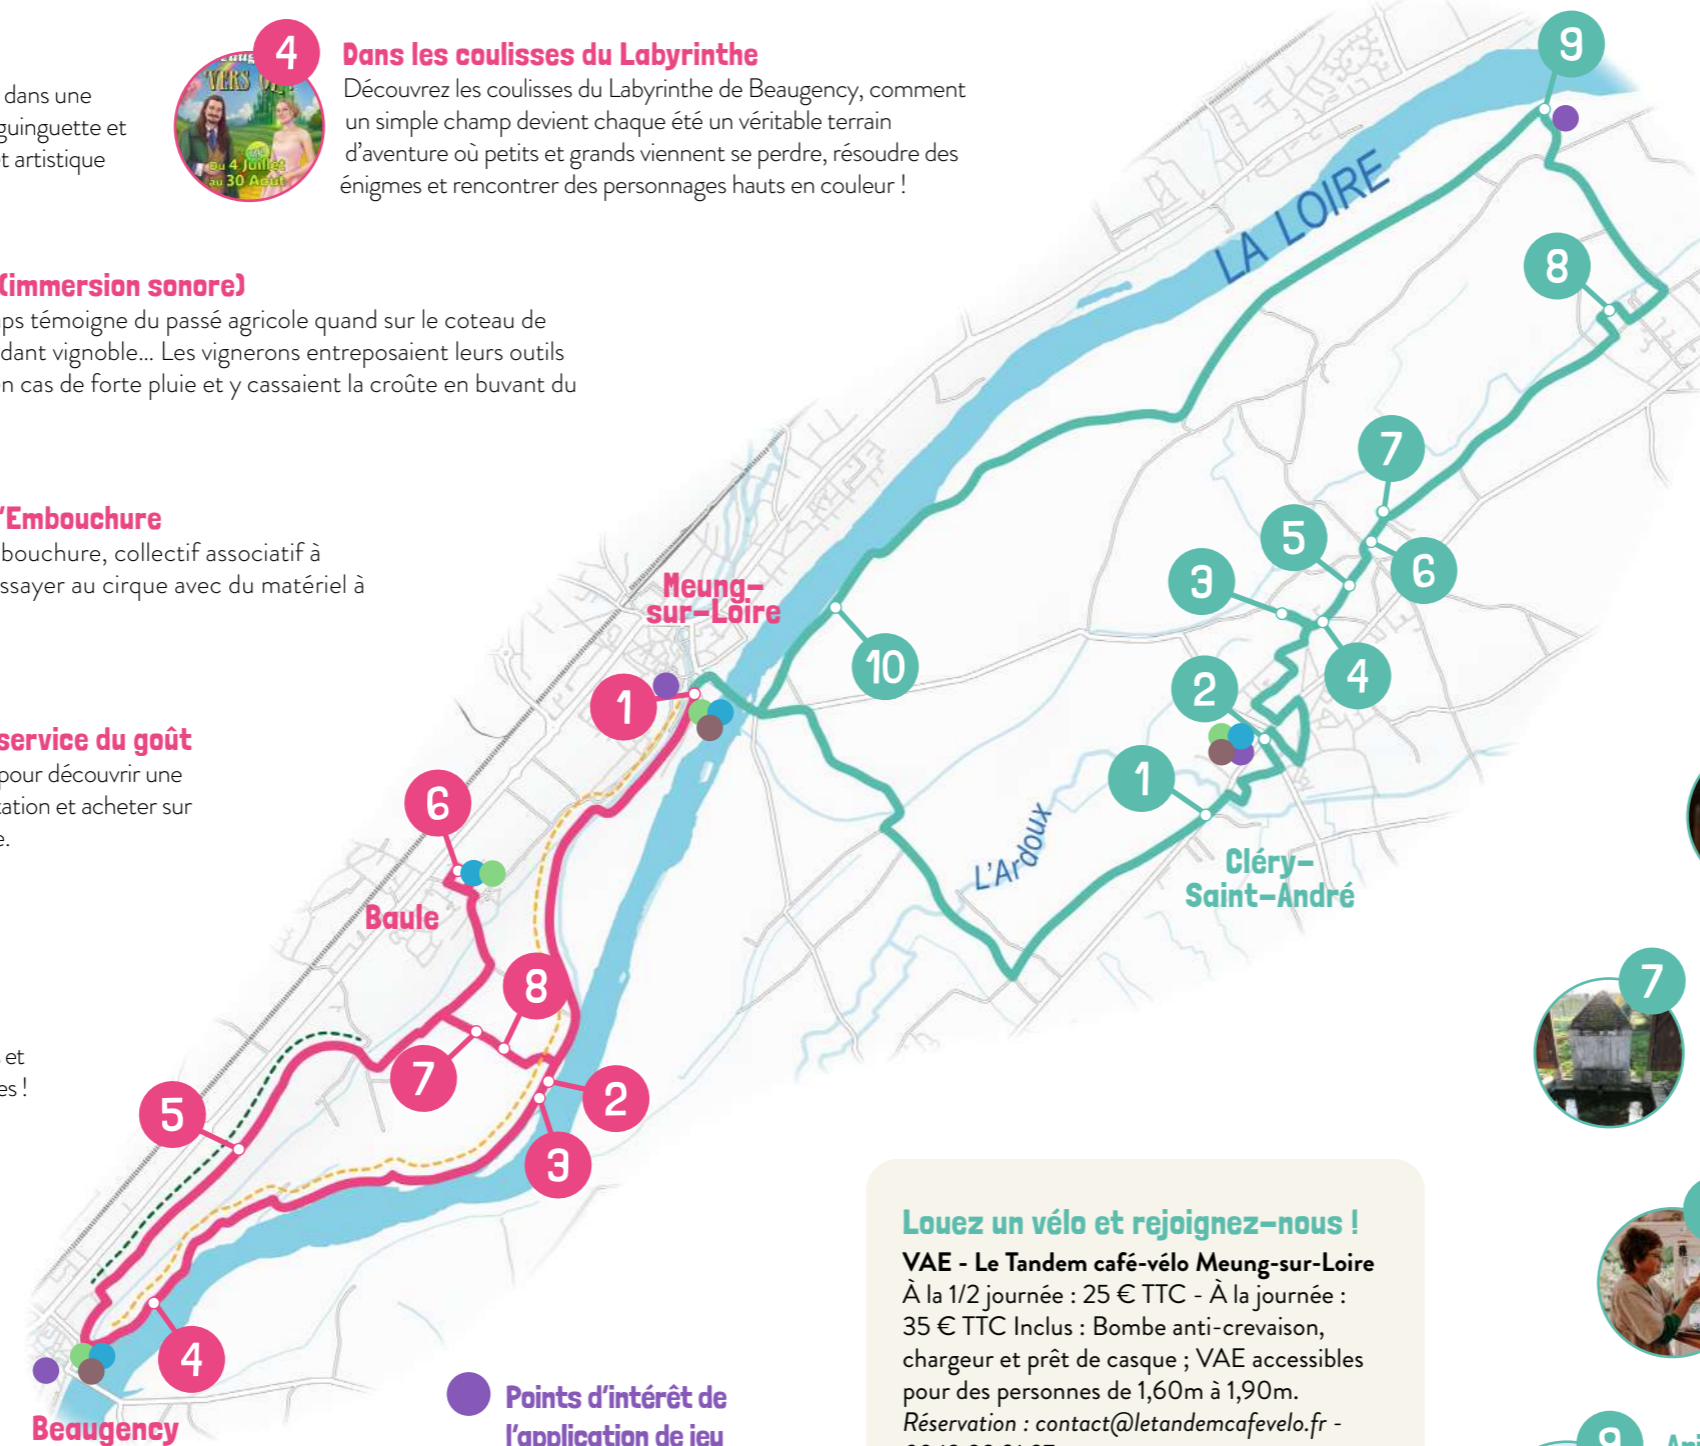 dans une
guinguette et
t artistique
4
VERS
Du 4 Juillet
au 30 Août
Dans les coulisses du Labyrinthe
Découvrez les coulisses du Labyrinthe de Beaugency, comment
un simple champ devient chaque été un véritable terrain
d'aventure où petits et grands viennent se perdre, résoudre des
énigmes et rencontrer des personnages hauts en couleur !
(immersion sonore)
ps témoigne du passé agricole quand sur le coteau de
dant vignoble... Les vignerons entreposaient leurs outils
n cas de forte pluie et y cassaient la croûte en buvant du
'Embouchure
bouchure, collectif associatif à
ssayer au cirque avec du matériel à
service du goût
pour découvrir une
tation et acheter sur
e.
et
es !
9
LA LOIRE
8
7
5
6
3
4
10
2
1
L'Ardoux
Cléry-
Saint-André
Meung-
sur-Loire
1
6
Baule
8
7
2
5
3
4
Beaugency
Points d'intérêt de
l'application de jeu
Louez un vélo et rejoignez-nous !
VAE - Le Tandem café-vélo Meung-sur-Loire
À la 1/2 journée : 25 € TTC - À la journée :
35 € TTC Inclus : Bombe anti-crevaison,
chargeur et prêt de casque ; VAE accessibles
pour des personnes de 1,60m à 1,90m.
Réservation : contact@letandemcafevelo.fr -
7
9